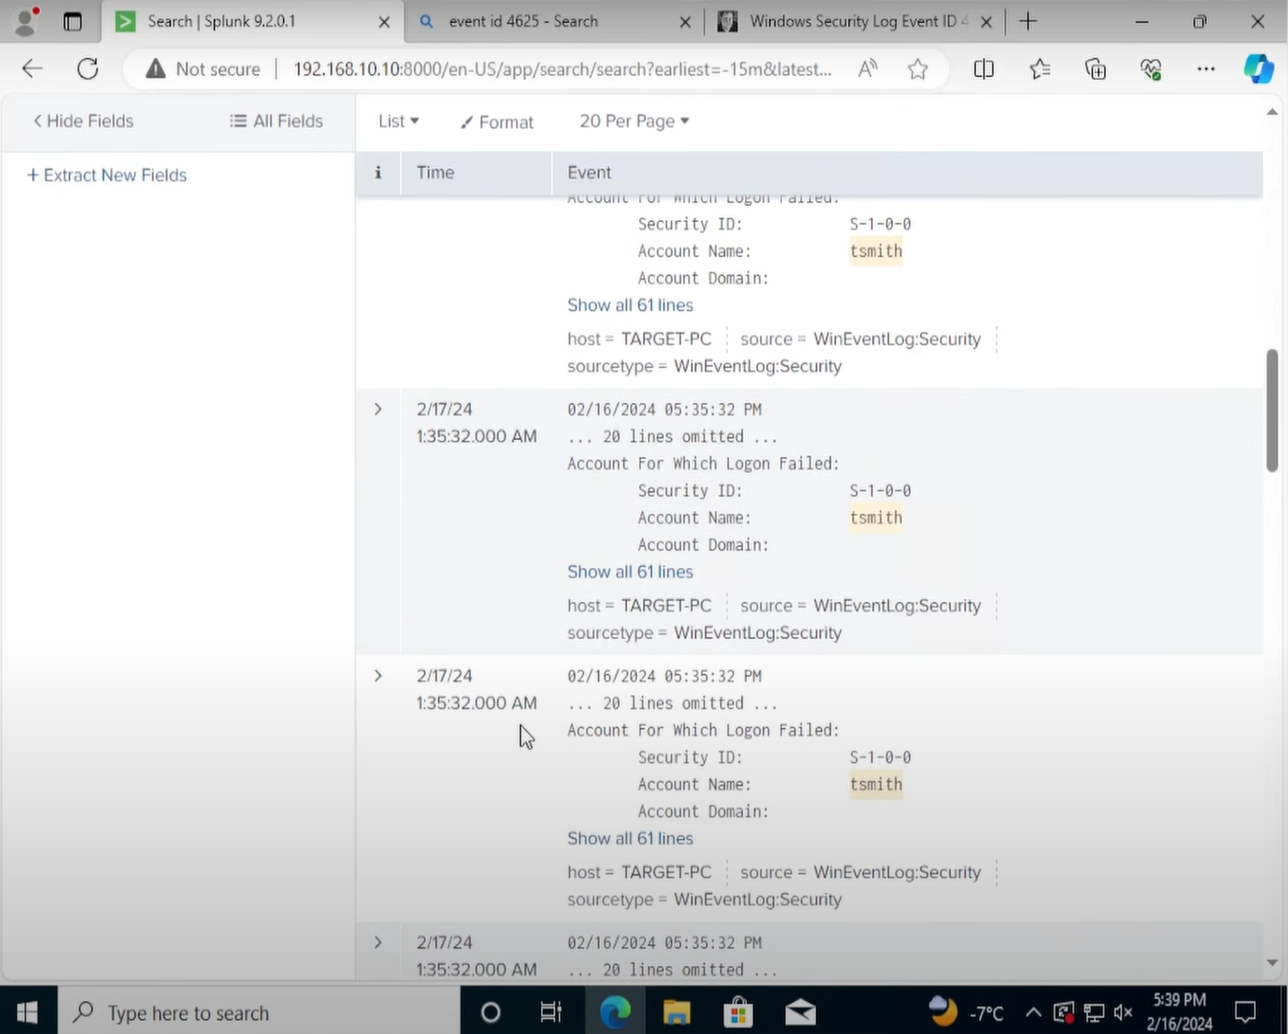 Search | Splunk 9.2.0.1
event id 4625 - Search
Windows Security Log Event ID 4
Not secure
192.168.10.10:8000/en-US/app/search/search?earliest=-15m&latest...
Hide Fields
All Fields
List
Format
20 Per Page
+ Extract New Fields
i Time Event
Account For Which Logon Failed:
Security ID: S-1-0-0
Account Name: tsmith
Account Domain:
Show all 61 lines
host = TARGET-PC source = WinEventLog:Security
sourcetype = WinEventLog:Security
2/17/24 02/16/2024 05:35:32 PM
1:35:32.000 AM ... 20 lines omitted ...
Account For Which Logon Failed:
Security ID: S-1-0-0
Account Name: tsmith
Account Domain:
Show all 61 lines
host = TARGET-PC source = WinEventLog:Security
sourcetype = WinEventLog:Security
2/17/24 02/16/2024 05:35:32 PM
1:35:32.000 AM ... 20 lines omitted ...
Account For Which Logon Failed:
Security ID: S-1-0-0
Account Name: tsmith
Account Domain:
Show all 61 lines
host = TARGET-PC source = WinEventLog:Security
sourcetype = WinEventLog:Security
2/17/24 02/16/2024 05:35:32 PM
1:35:32.000 AM ... 20 lines omitted ...
Type here to search
-7°C
5:39 PM
2/16/2024